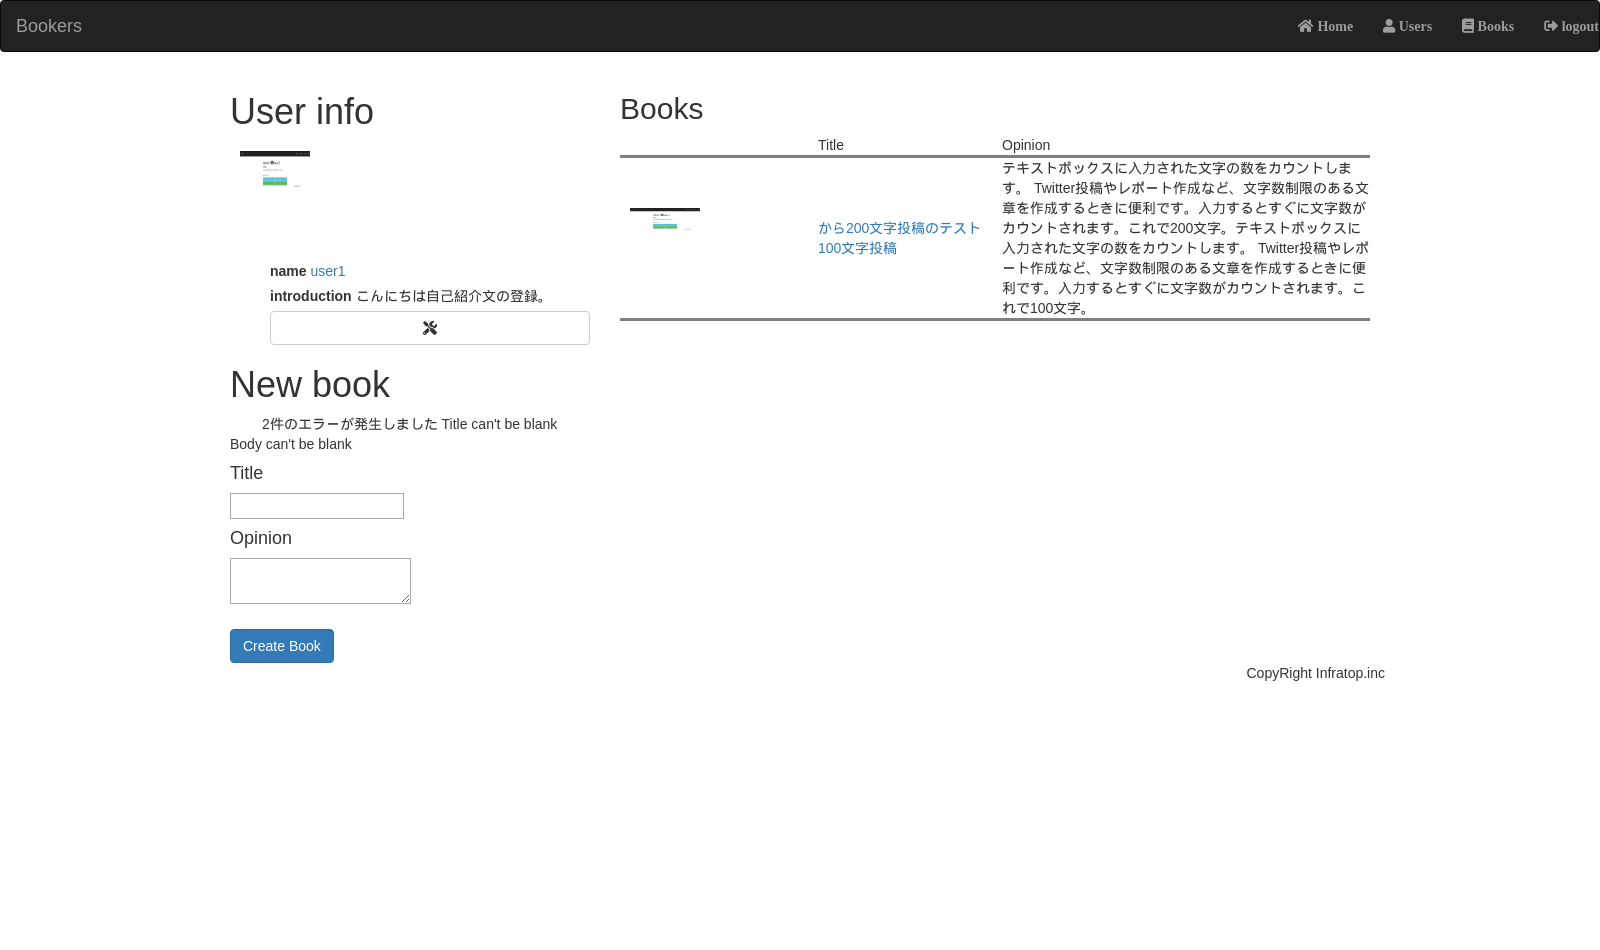 Bookers
Home
Users
Books
logout
User info
name user1
introduction こんにちは自己紹介文の登録。
New book
2件のエラーが発生しました Title can't be blank
Body can't be blank
Title
Opinion
Create Book
Books
Title Opinion
から200文字投稿のテスト
100文字投稿
テキストボックスに入力された文字の数をカウントしま
す。 Twitter投稿やレポート作成など、文字数制限のある文
章を作成するときに便利です。入力するとすぐに文字数が
カウントされます。これで200文字。テキストボックスに
入力された文字の数をカウントします。 Twitter投稿やレポ
ート作成など、文字数制限のある文章を作成するときに便
利です。入力するとすぐに文字数がカウントされます。こ
れで100文字。
CopyRight Infratop.inc